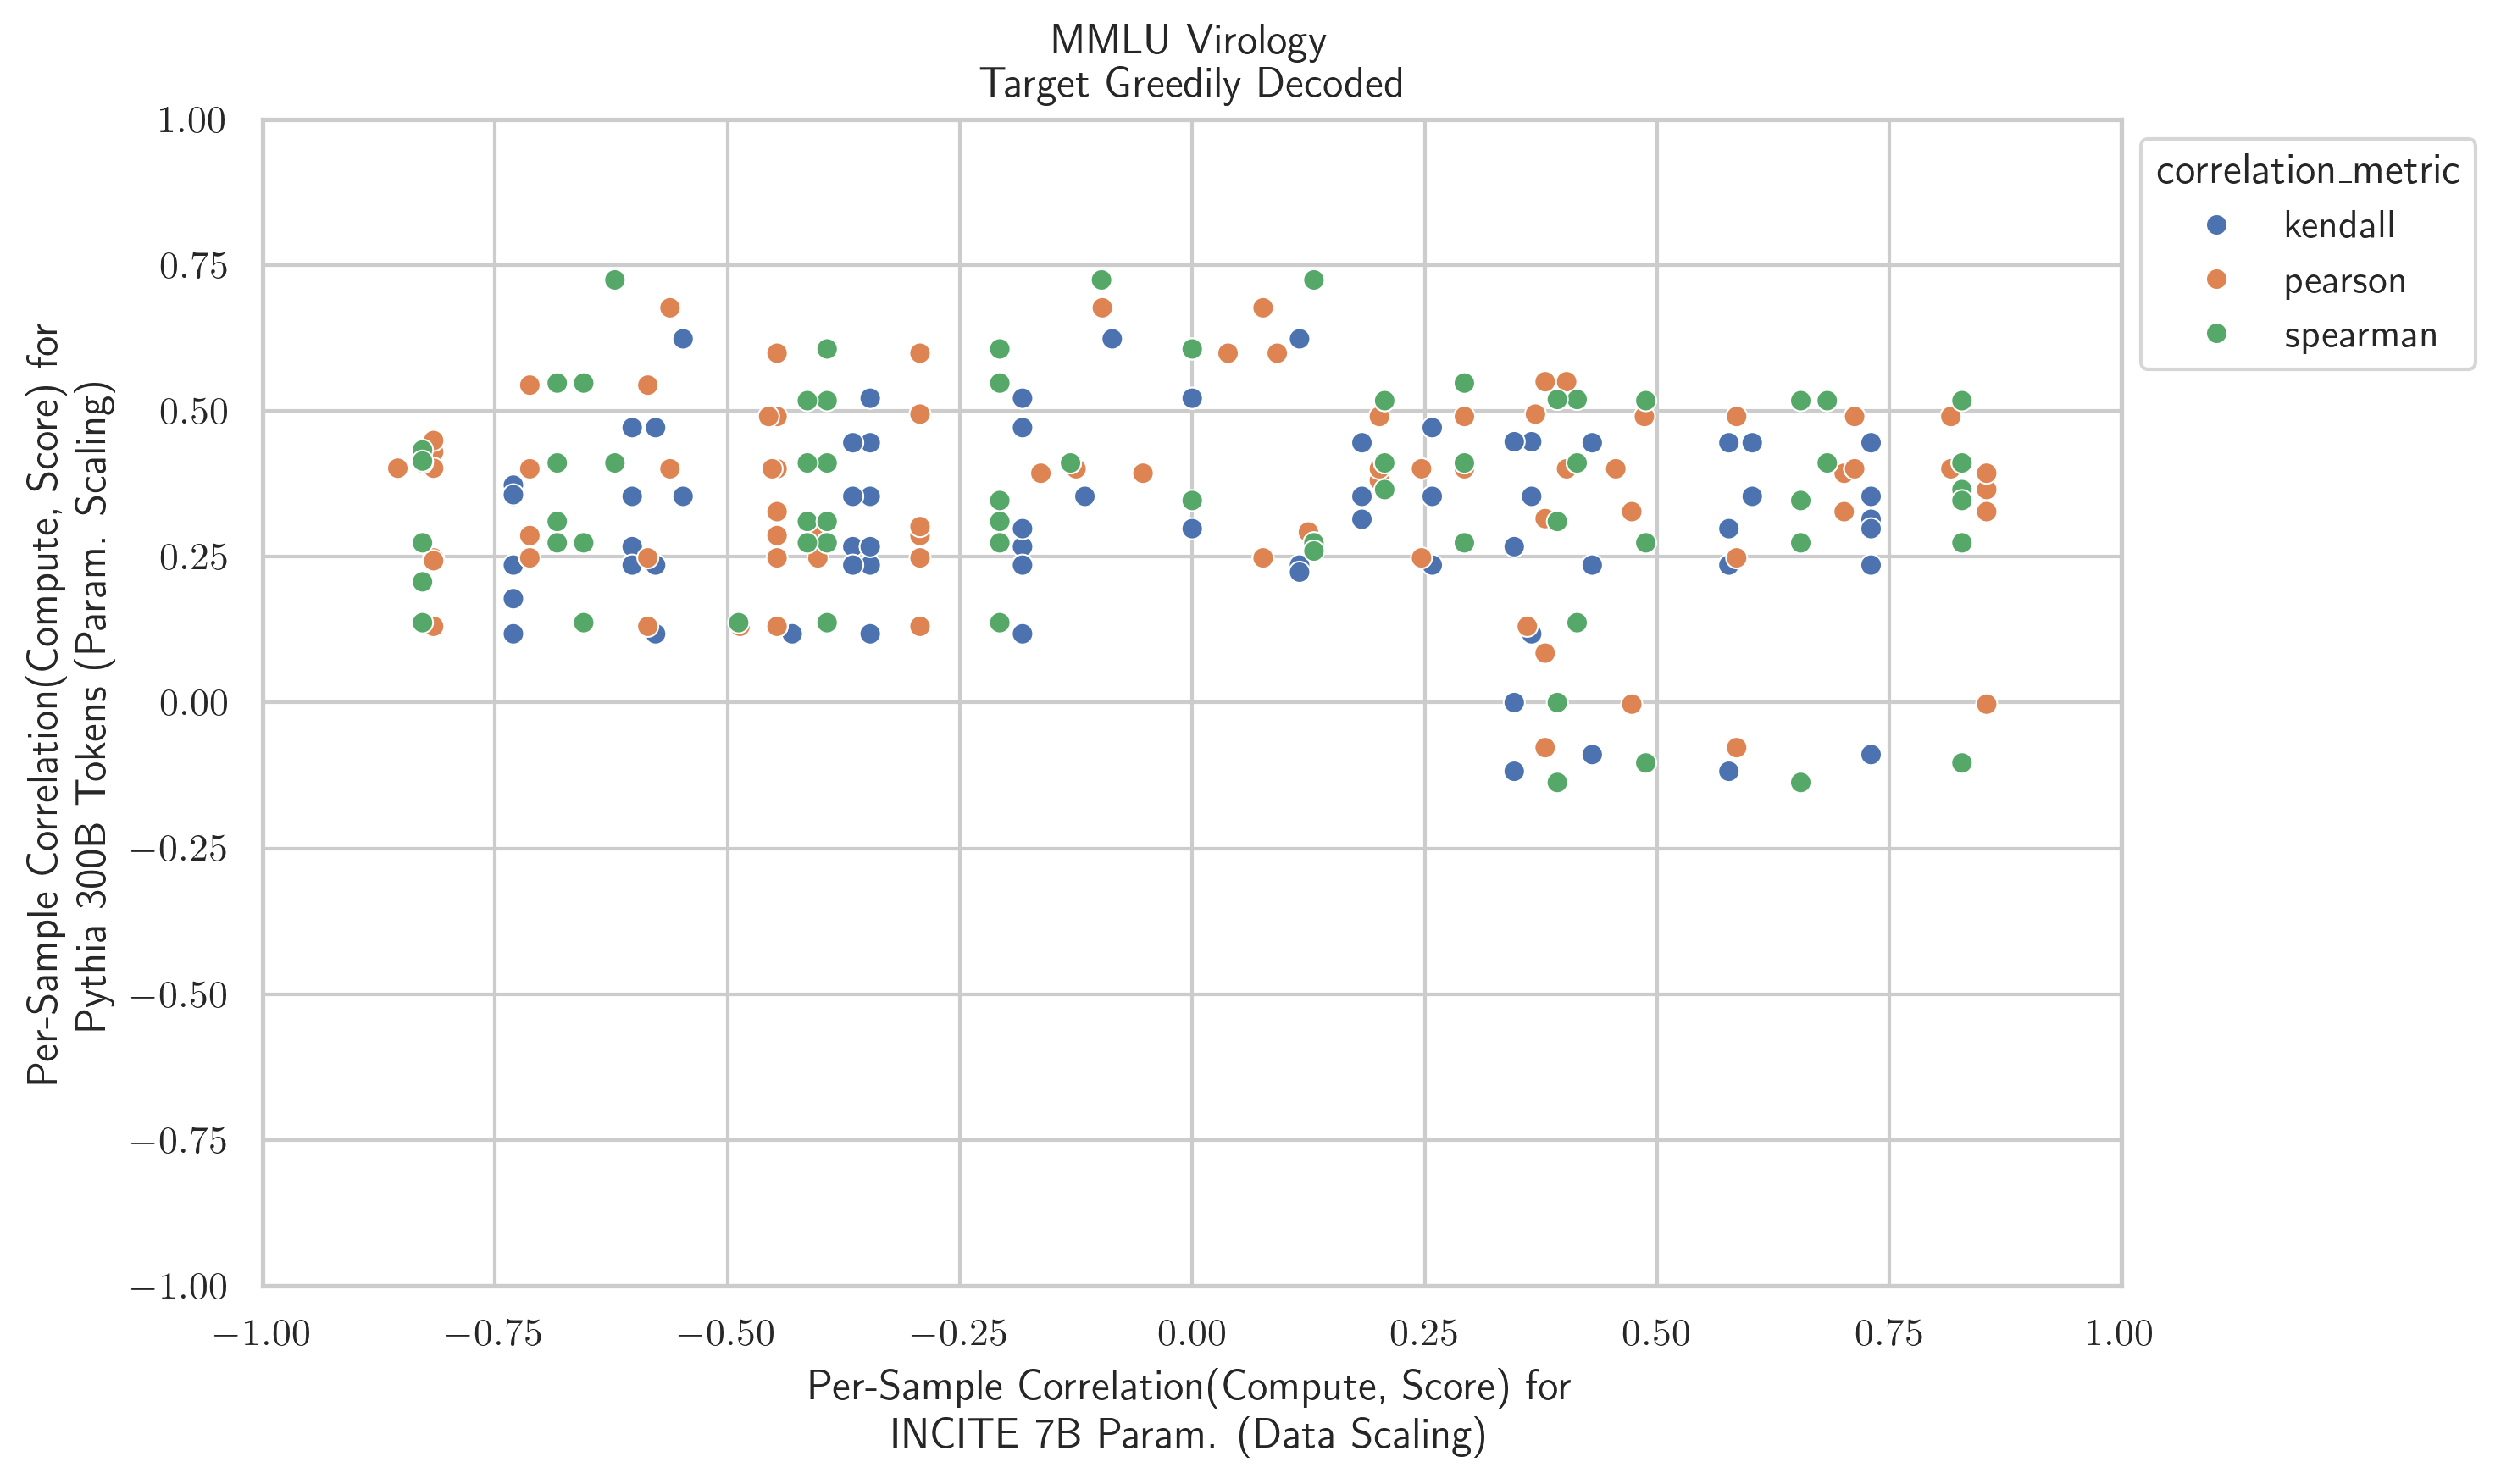 MMLU Virology
Target Greedily Decoded
1.00
0.75
0.50
0.25
0.00
−0.25
−0.50
−0.75
−1.00
Per-Sample Correlation(Compute, Score) for
Pythia 300B Tokens (Param. Scaling)
correlation_metric
kendall
pearson
spearman
−1.00 −0.75 −0.50 −0.25 0.00 0.25 0.50 0.75 1.00
Per-Sample Correlation(Compute, Score) for
INCITE 7B Param. (Data Scaling)